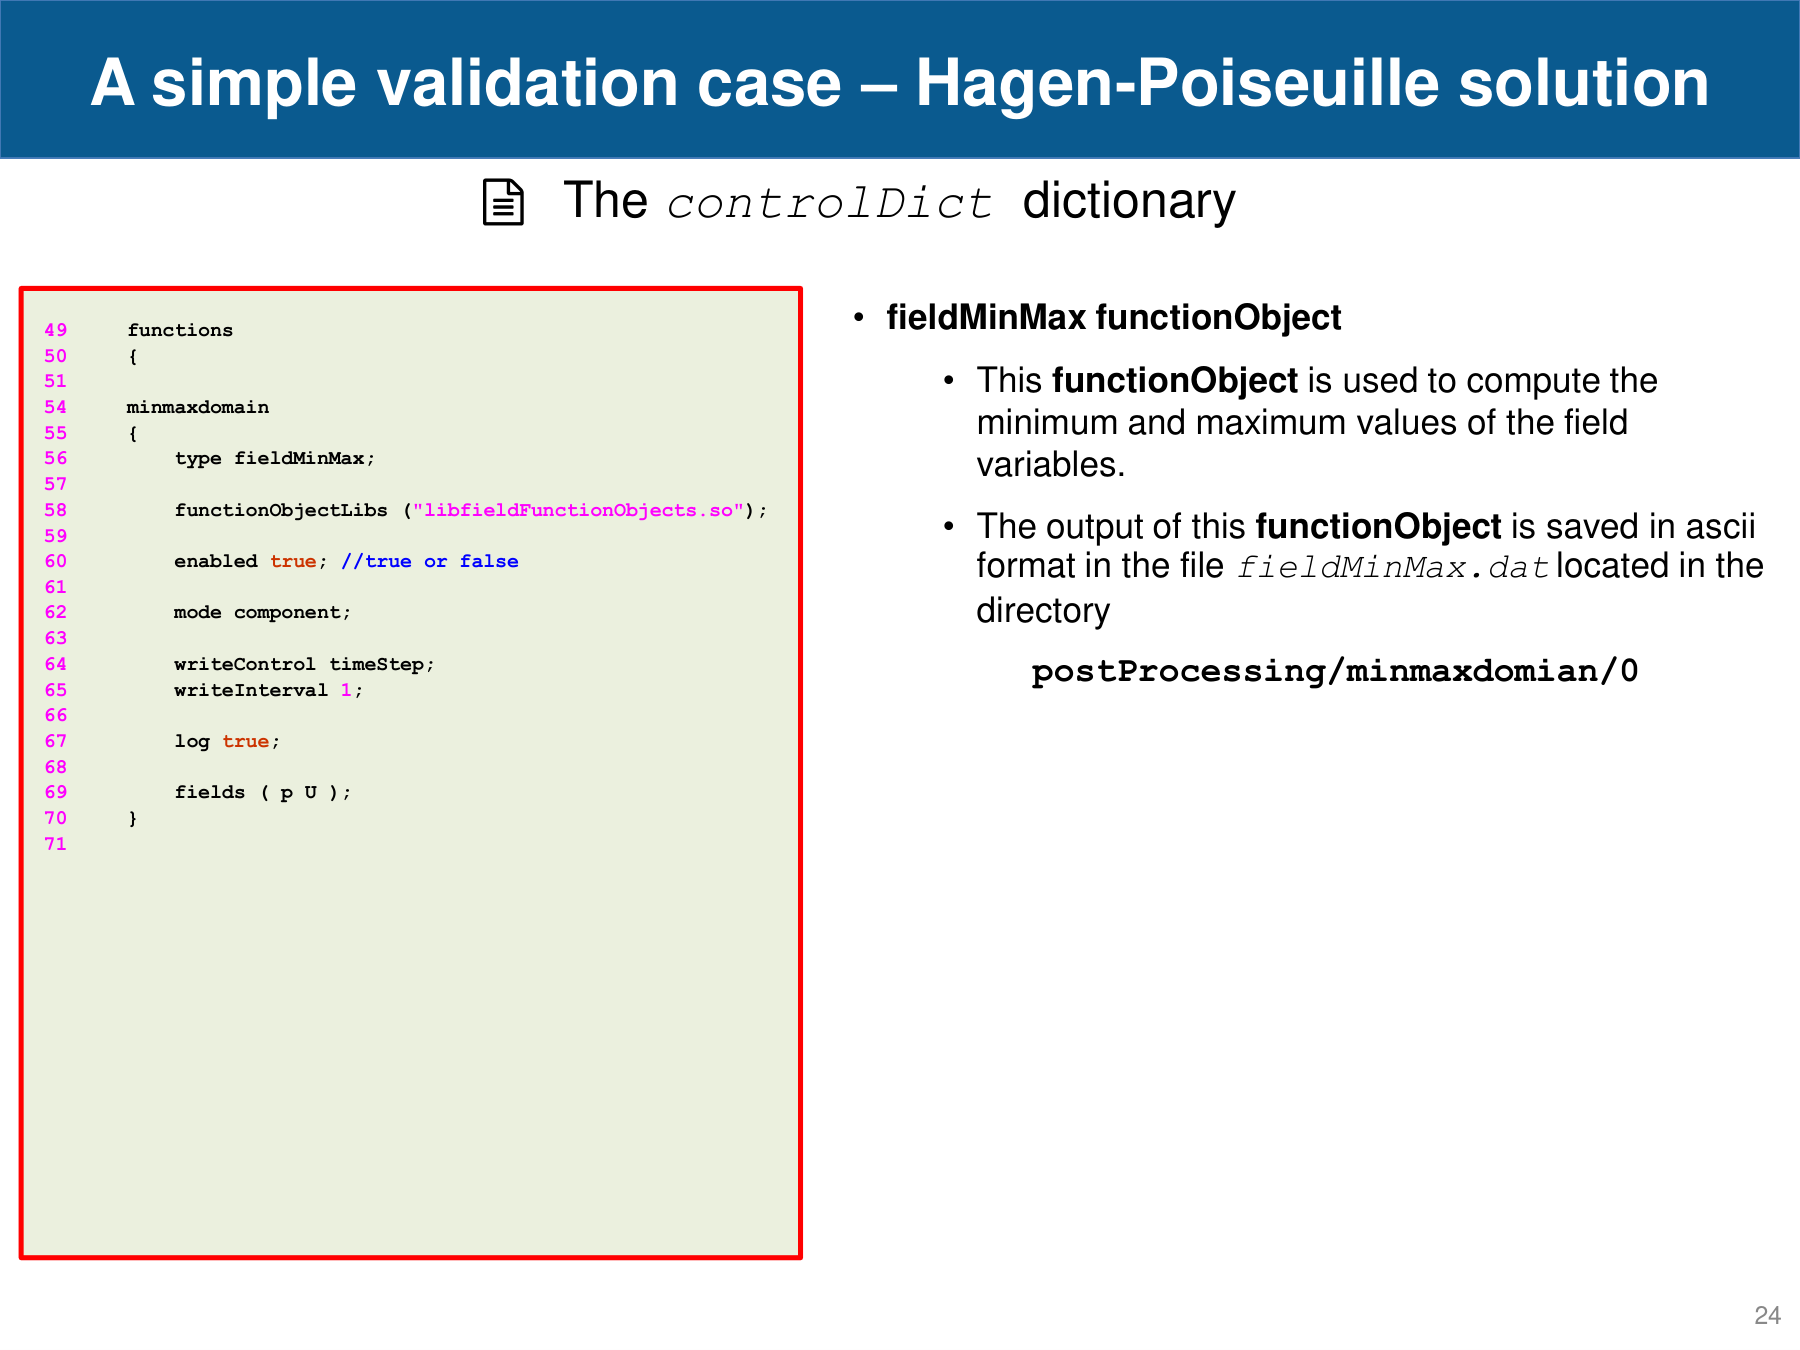 A simple validation case – Hagen-Poiseuille solution
The controlDict dictionary
49 functions
50 {
51
54 minmaxdomain
55 {
56 type fieldMinMax;
57
58 functionObjectLibs ("libfieldFunctionObjects.so");
59
60 enabled true; //true or false
61
62 mode component;
63
64 writeControl timeStep;
65 writeInterval 1;
66
67 log true;
68
69 fields ( p U );
70 }
71
• fieldMinMax functionObject
• This functionObject is used to compute the
minimum and maximum values of the field
variables.
• The output of this functionObject is saved in ascii
format in the file fieldMinMax.dat located in the
directory
postProcessing/minmaxdomian/0
24